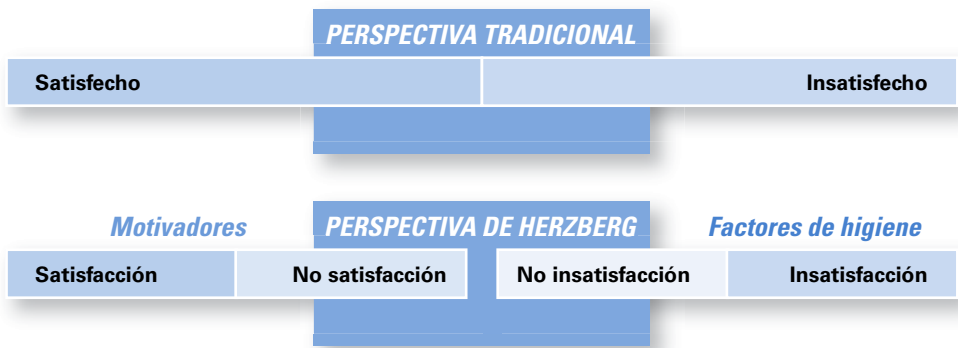 PERSPECTIVA TRADICIONAL
Satisfecho Insatisfecho
Motivadores PERSPECTIVA DE HERZBERG Factores de higiene
Satisfacción No satisfacción No insatisfacción Insatisfacción